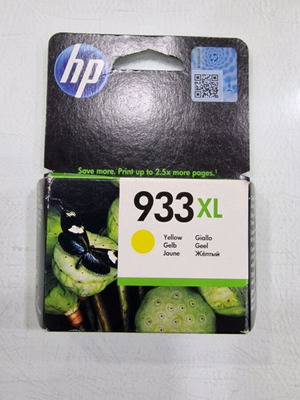 hp
Save more. Print up to 2.5x more pages.¹
933XL
Yellow Giallo
Gelb Geel
Jaune Жёлтый